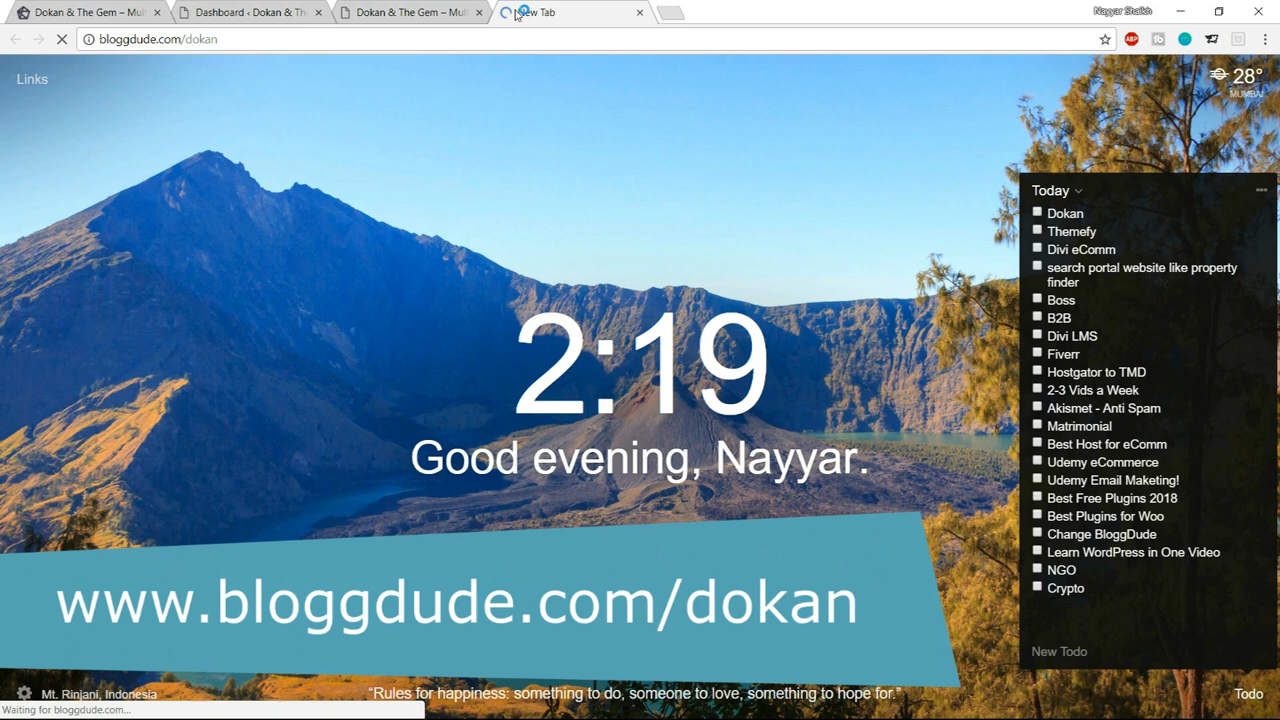 Dokan & The Gem – Mult
Dashboard ‹ Dokan & The
Dokan & The Gem – Mult
New Tab
Nayyar Shaikh
bloggdude.com/dokan
ABP
Links
28°
MUMBAI
Today
Dokan
Themefy
Divi eComm
search portal website like property
finder
Boss
B2B
Divi LMS
Fiverr
Hostgator to TMD
2-3 Vids a Week
Akismet - Anti Spam
Matrimonial
Best Host for eComm
Udemy eCommerce
Udemy Email Maketing!
Best Free Plugins 2018
Best Plugins for Woo
Change BloggDude
Learn WordPress in One Video
NGO
Crypto
New Todo
2:19
Good evening, Nayyar.
www.bloggdude.com/dokan
Mt. Rinjani, Indonesia
“Rules for happiness: something to do, someone to love, something to hope for.”
Todo
Waiting for bloggdude.com...